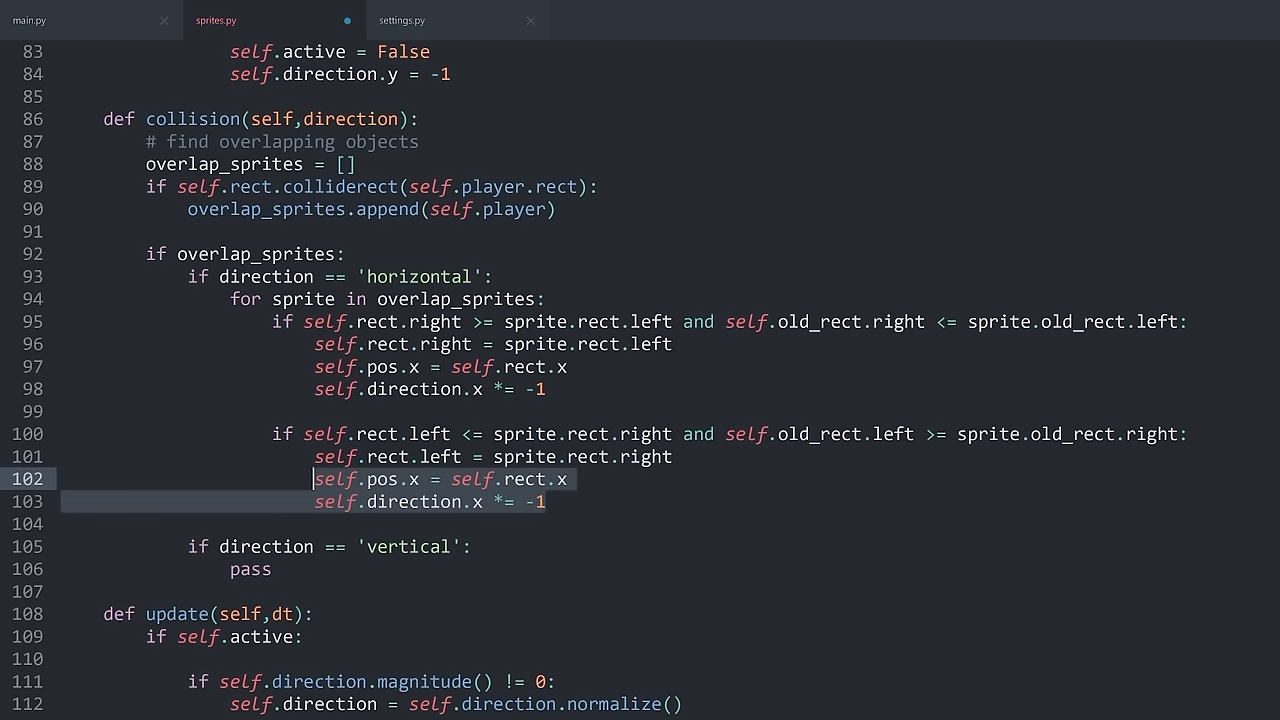 main.py
sprites.py
settings.py
83 self.active = False
84 self.direction.y = -1
85
86 def collision(self,direction):
87 # find overlapping objects
88 overlap_sprites = []
89 if self.rect.colliderect(self.player.rect):
90 overlap_sprites.append(self.player)
91
92 if overlap_sprites:
93 if direction == 'horizontal':
94 for sprite in overlap_sprites:
95 if self.rect.right >= sprite.rect.left and self.old_rect.right <= sprite.old_rect.left:
96 self.rect.right = sprite.rect.left
97 self.pos.x = self.rect.x
98 self.direction.x *= -1
99
100 if self.rect.left <= sprite.rect.right and self.old_rect.left >= sprite.old_rect.right:
101 self.rect.left = sprite.rect.right
102 self.pos.x = self.rect.x
103 self.direction.x *= -1
104
105 if direction == 'vertical':
106 pass
107
108 def update(self,dt):
109 if self.active:
110
111 if self.direction.magnitude() != 0:
112 self.direction = self.direction.normalize()